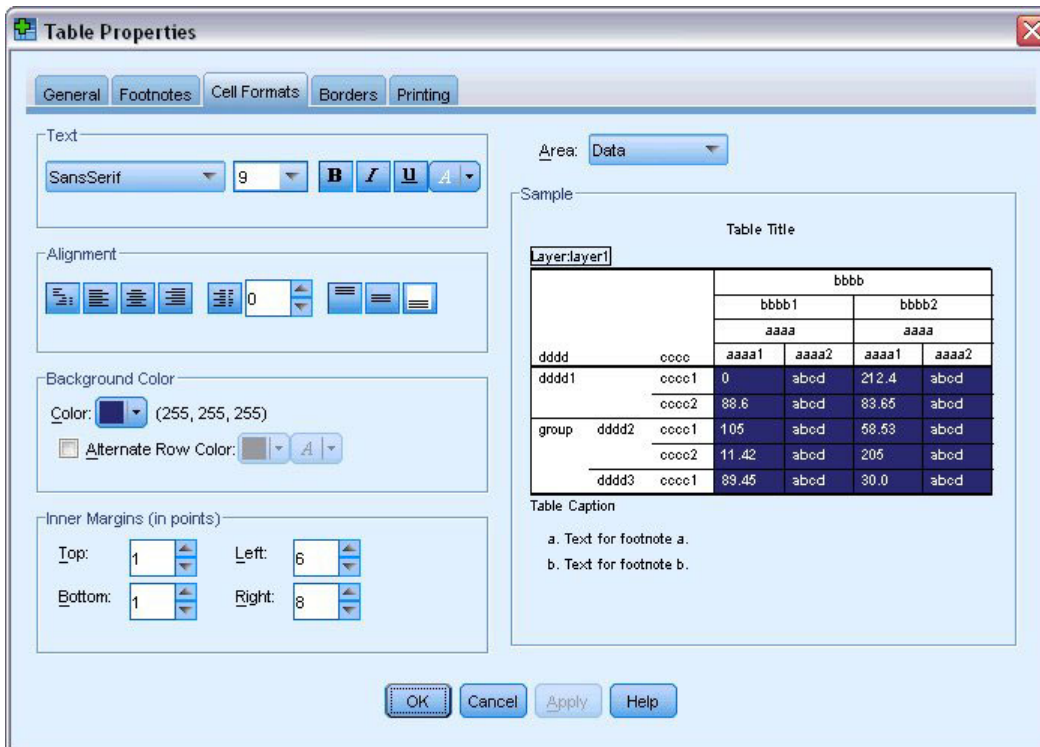 Table Properties
General Footnotes Cell Formats Borders Printing
Text
SansSerif 9 B I u A
Alignment
0
Background Color
Color: (255, 255, 255)
Alternate Row Color: A
Inner Margins (in points)
Top: 1 Left: 6
Bottom: 1 Right: 8
Area: Data
Sample
Table Title
Layer:layer1
bbbb
bbbb1 bbbb2
aaaa aaaa
dddd cccc aaaa1 aaaa2 aaaa1 aaaa2
dddd1 cccc1 0 abcd 212.4 abcd
cccc2 88.6 abcd 83.65 abcd
group dddd2 cccc1 105 abcd 58.53 abcd
cccc2 11.42 abcd 205 abcd
dddd3 cccc1 89.45 abcd 30.0 abcd
Table Caption
a. Text for footnote a.
b. Text for footnote b.
OK Cancel Apply Help